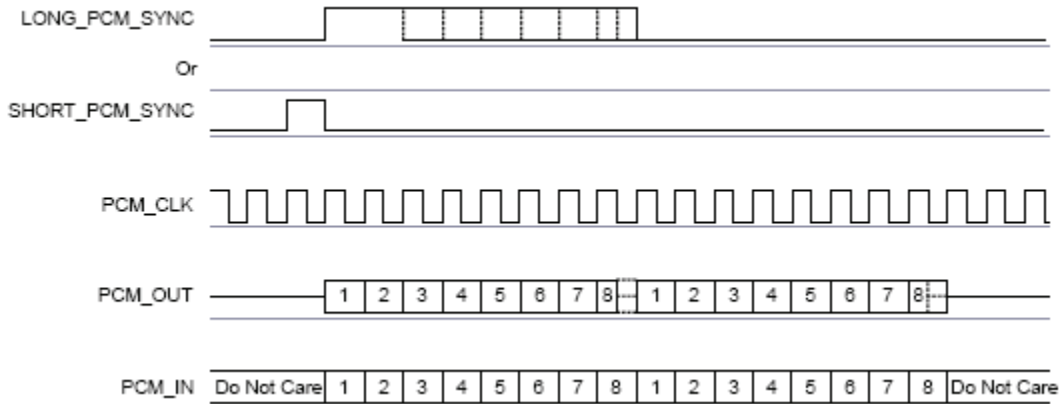 LONG_PCM_SYNC
Or
SHORT_PCM_SYNC
PCM_CLK
PCM_OUT 1 2 3 4 5 6 7 8 1 2 3 4 5 6 7 8
PCM_IN Do Not Care 1 2 3 4 5 6 7 8 1 2 3 4 5 6 7 8 Do Not Care